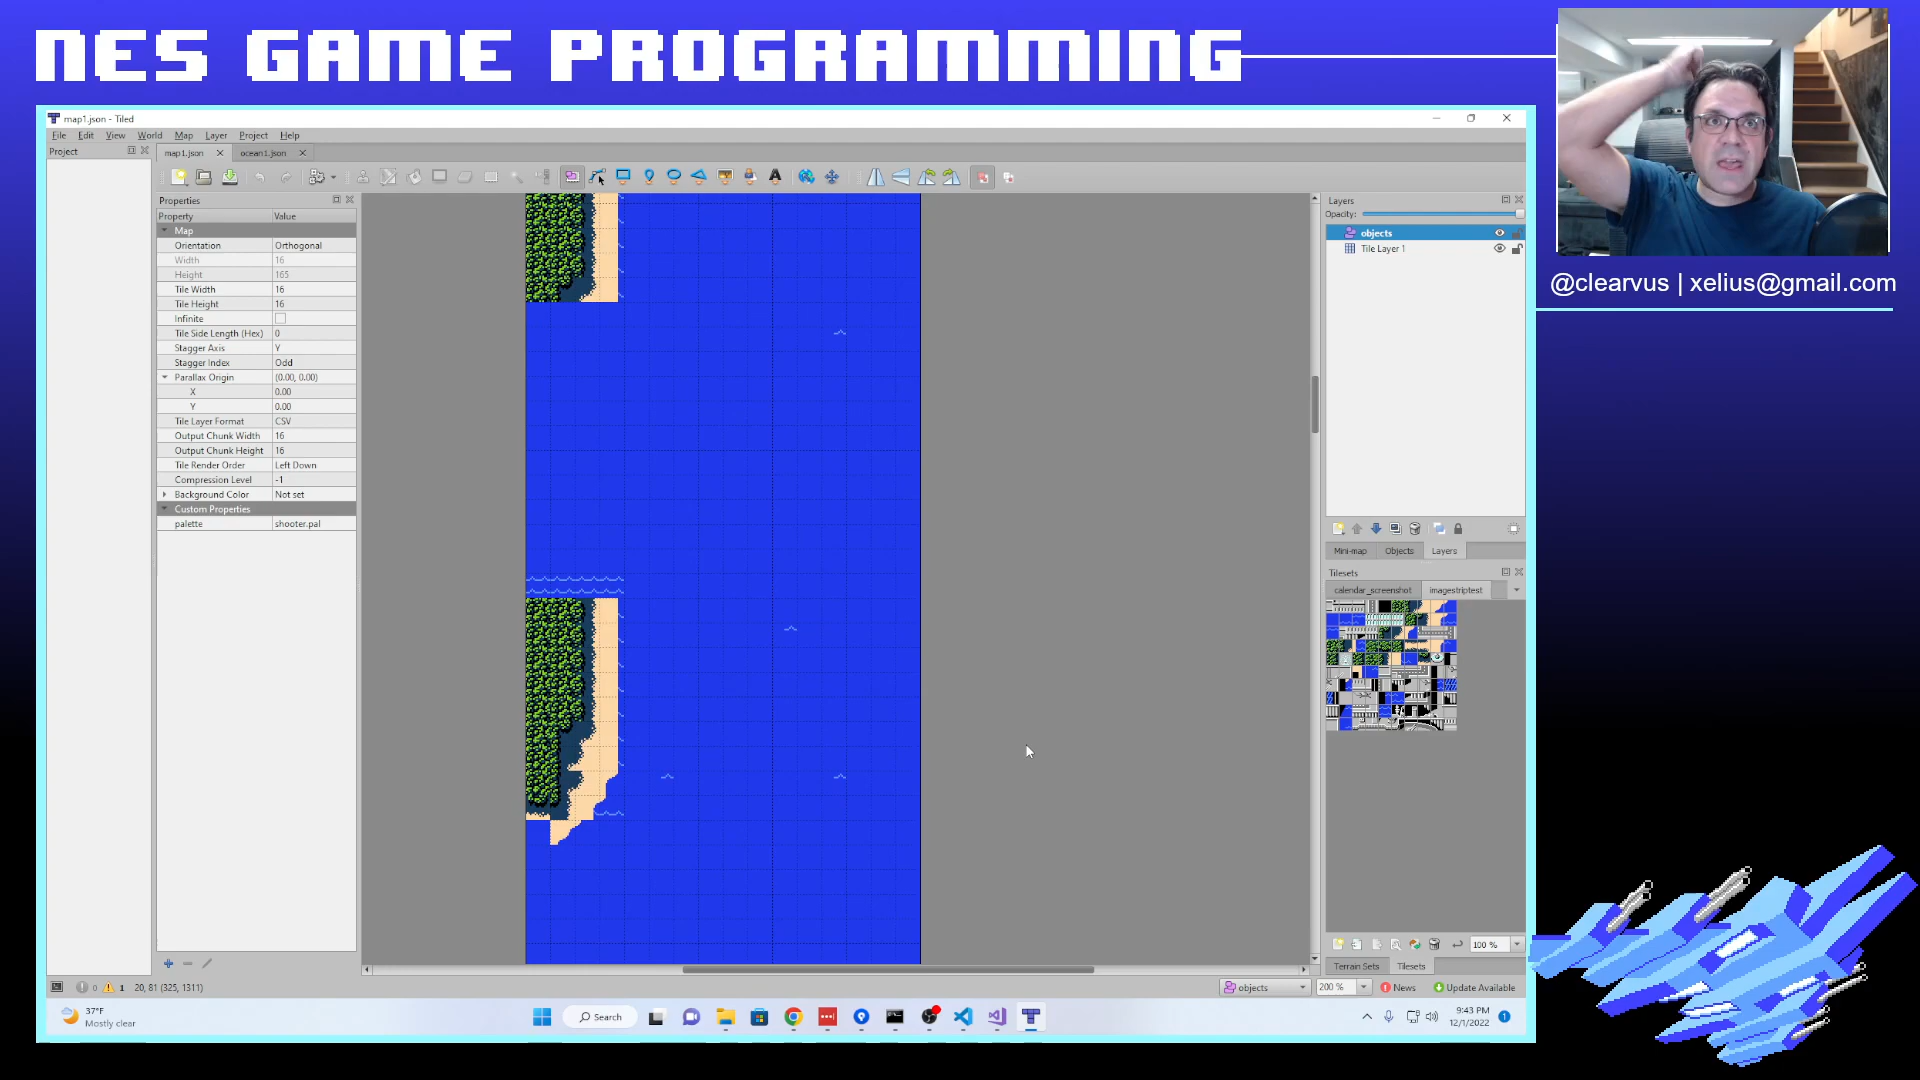 NES GAME PROGRAMMING
map1.json - Tiled
File Edit View World Map Layer Project Help
Project
map1.json
ocean1.json
Properties
Property Value
Map
Orientation Orthogonal
Width 16
Height 165
Tile Width 16
Tile Height 16
Infinite
Tile Side Length (Hex) 0
Stagger Axis Y
Stagger Index Odd
Parallax Origin (0.00, 0.00)
X 0.00
Y 0.00
Tile Layer Format CSV
Output Chunk Width 16
Output Chunk Height 16
Tile Render Order Left Down
Compression Level -1
Background Color Not set
Custom Properties
palette shooter.pal
Layers
Opacity:
objects
Tile Layer 1
Mini-map Objects Layers
Tilesets
calendar_screenshot imagestriptest
100 %
Terrain Sets Tilesets
0 1 20, 81 (325, 1311)
objects 200 % News Update Available
37°F
Mostly clear
Search
9:43 PM
12/1/2022
1
@clearvus | xelius@gmail.com